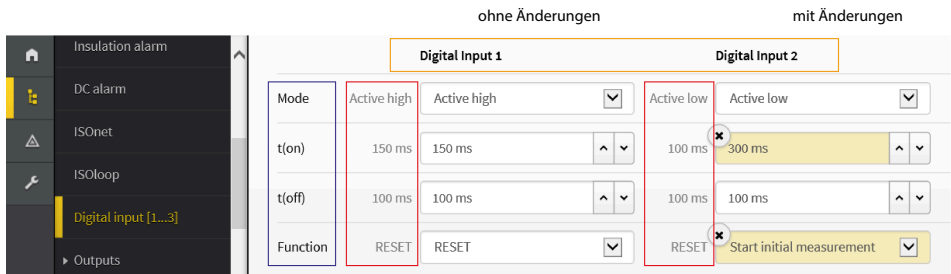 ohne Änderungen mit Änderungen
Insulation alarm
DC alarm
ISOnet
ISOloop
Digital input [1...3]
Outputs
Digital Input 1 Digital Input 2
Mode Active high Active high Active low Active low
t(on) 150 ms 150 ms 100 ms 300 ms
t(off) 100 ms 100 ms 100 ms 100 ms
Function RESET RESET RESET Start initial measurement